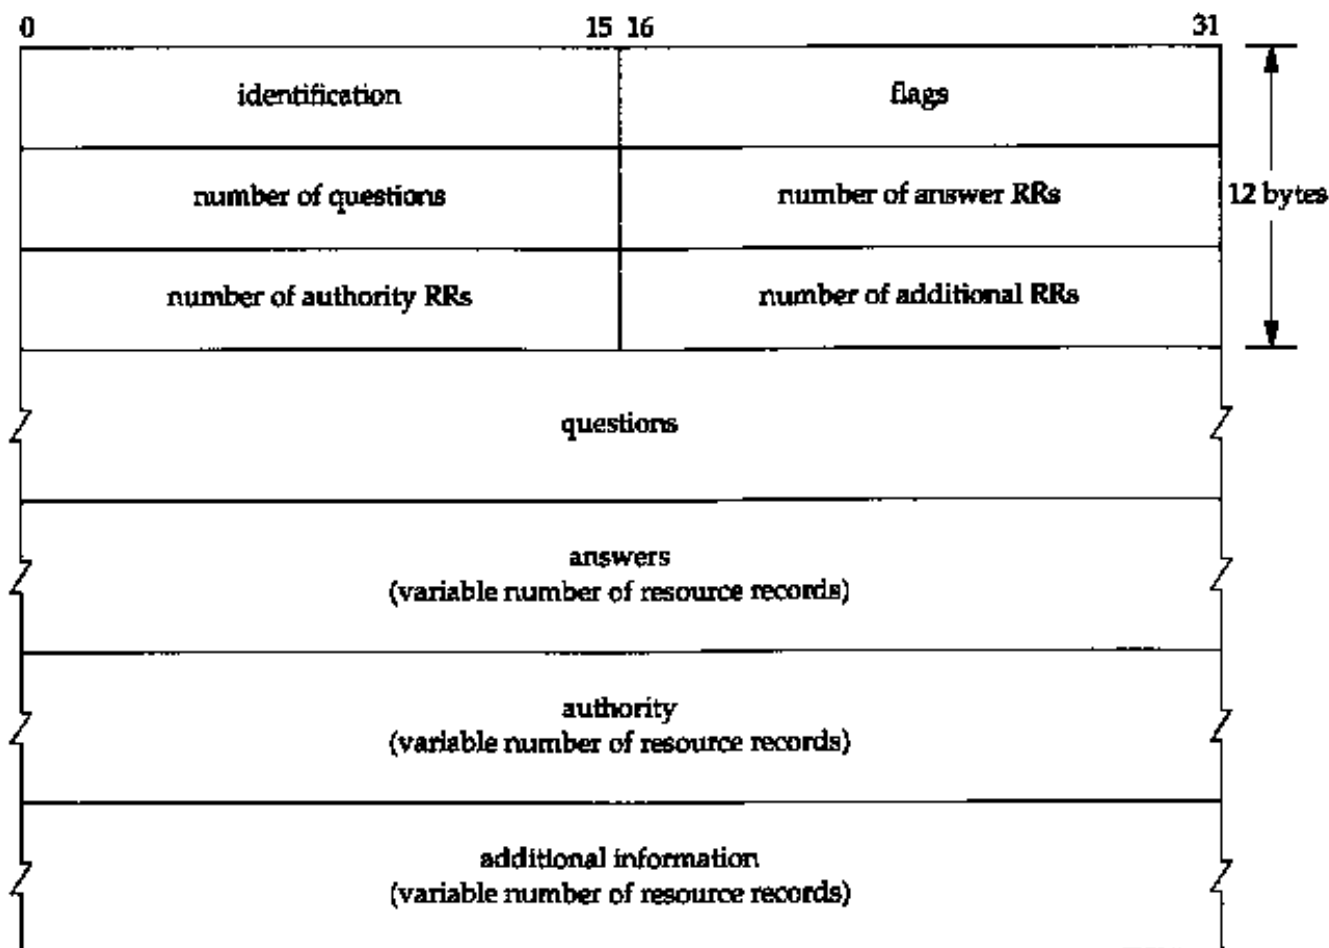 0 15 16 31
identification flags
number of questions number of answer RRs 12 bytes
number of authority RRs number of additional RRs
questions
answers
(variable number of resource records)
authority
(variable number of resource records)
additional information
(variable number of resource records)